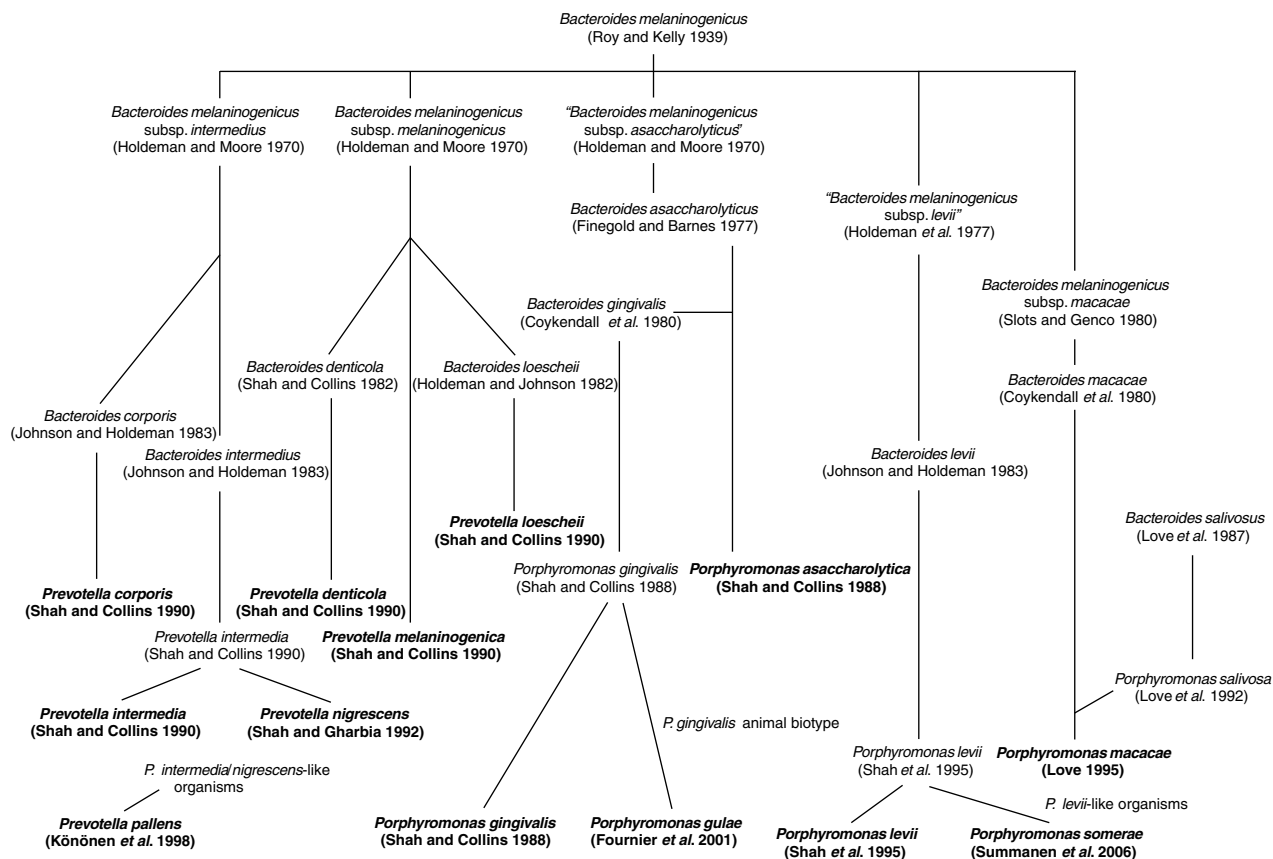 Bacteroides melaninogenicus
(Roy and Kelly 1939)
Bacteroides melaninogenicus
subsp. intermedius
(Holdeman and Moore 1970)
Bacteroides melaninogenicus
subsp. melaninogenicus
(Holdeman and Moore 1970)
“Bacteroides melaninogenicus
subsp. asaccharolyticus”
(Holdeman and Moore 1970)
“Bacteroides melaninogenicus
subsp. levii”
(Holdeman et al. 1977)
Bacteroides asaccharolyticus
(Finegold and Barnes 1977)
Bacteroides melaninogenicus
subsp. macacae
(Slots and Genco 1980)
Bacteroides gingivalis
(Coykendall et al. 1980)
Bacteroides denticola
(Shah and Collins 1982)
Bacteroides loescheii
(Holdeman and Johnson 1982)
Bacteroides macacae
(Coykendall et al. 1980)
Bacteroides corporis
(Johnson and Holdeman 1983)
Bacteroides intermedius
(Johnson and Holdeman 1983)
Bacteroides levii
(Johnson and Holdeman 1983)
Prevotella loescheii
(Shah and Collins 1990)
Bacteroides salivosus
(Love et al. 1987)
Porphyromonas gingivalis
(Shah and Collins 1988)
Porphyromonas asaccharolytica
(Shah and Collins 1988)
Prevotella corporis
(Shah and Collins 1990)
Prevotella denticola
(Shah and Collins 1990)
Prevotella intermedia
(Shah and Collins 1990)
Prevotella melaninogenica
(Shah and Collins 1990)
Porphyromonas salivosa
(Love et al. 1992)
Prevotella intermedia
(Shah and Collins 1990)
Prevotella nigrescens
(Shah and Gharbia 1992)
P. gingivalis animal biotype
Porphyromonas levii
(Shah et al. 1995)
Porphyromonas macacae
(Love 1995)
P. intermedia/nigrescens-like
organisms
P. levii-like organisms
Prevotella pallens
(Könönen et al. 1998)
Porphyromonas gingivalis
(Shah and Collins 1988)
Porphyromonas gulae
(Fournier et al. 2001)
Porphyromonas levii
(Shah et al. 1995)
Porphyromonas somerae
(Summanen et al. 2006)